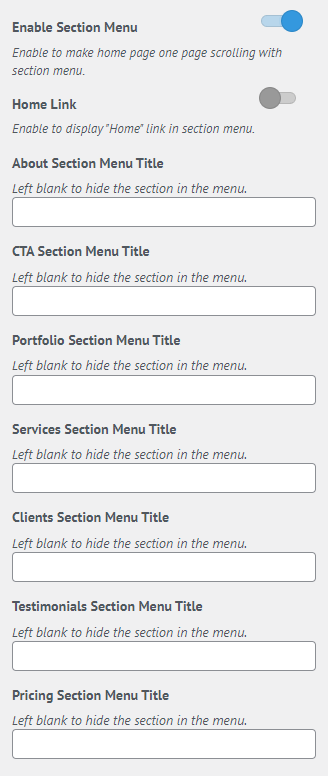 Enable Section Menu
Enable to make home page one page scrolling with
section menu.
Home Link
Enable to display "Home" link in section menu.
About Section Menu Title
Left blank to hide the section in the menu.
CTA Section Menu Title
Left blank to hide the section in the menu.
Portfolio Section Menu Title
Left blank to hide the section in the menu.
Services Section Menu Title
Left blank to hide the section in the menu.
Clients Section Menu Title
Left blank to hide the section in the menu.
Testimonials Section Menu Title
Left blank to hide the section in the menu.
Pricing Section Menu Title
Left blank to hide the section in the menu.